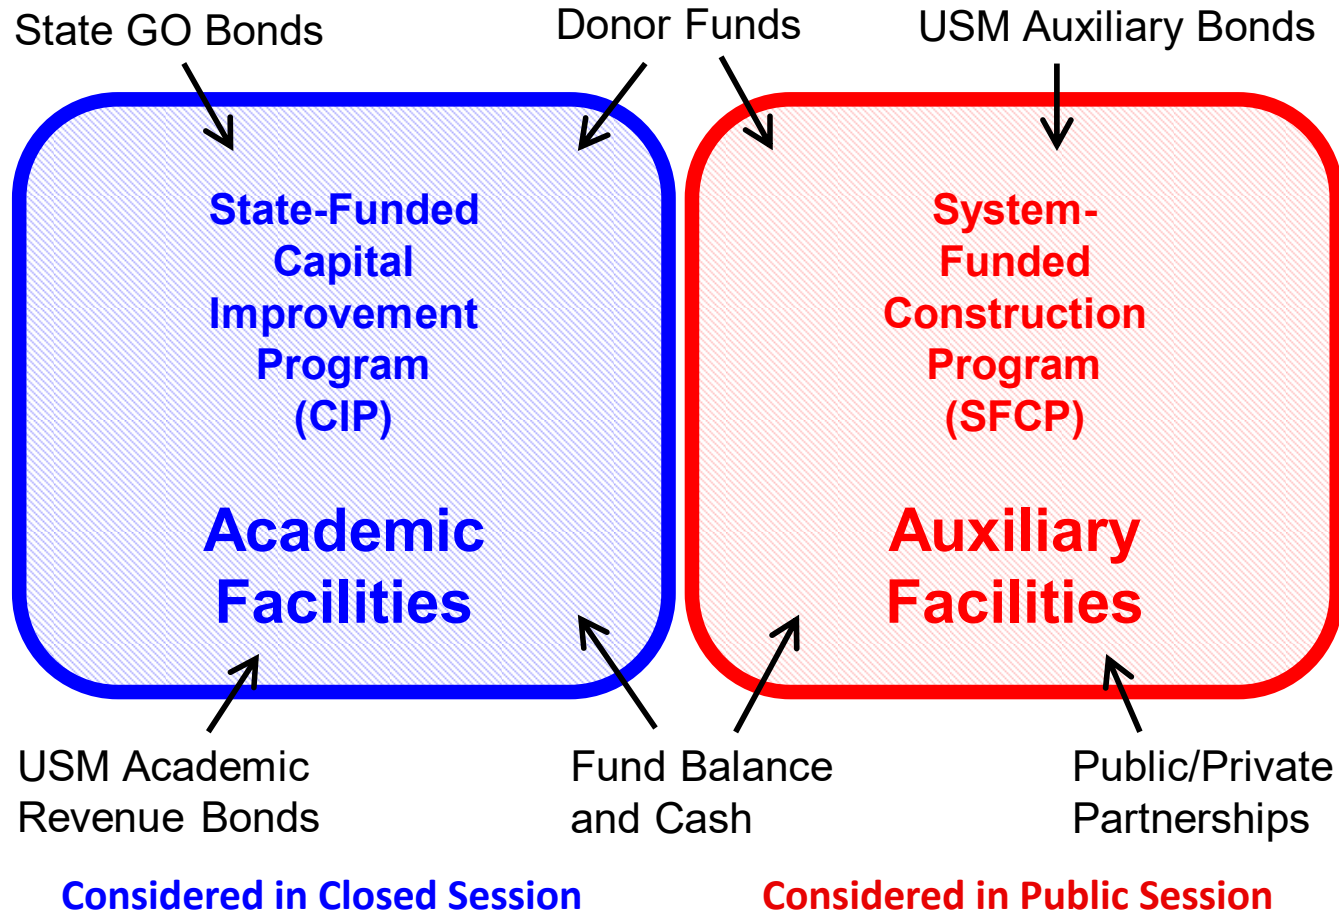 State GO Bonds
Donor Funds
USM Auxiliary Bonds
State-Funded
Capital
Improvement
Program
(CIP)
Academic
Facilities
System-
Funded
Construction
Program
(SFCP)
Auxiliary
Facilities
USM Academic
Revenue Bonds
Fund Balance
and Cash
Public/Private
Partnerships
Considered in Closed Session
Considered in Public Session